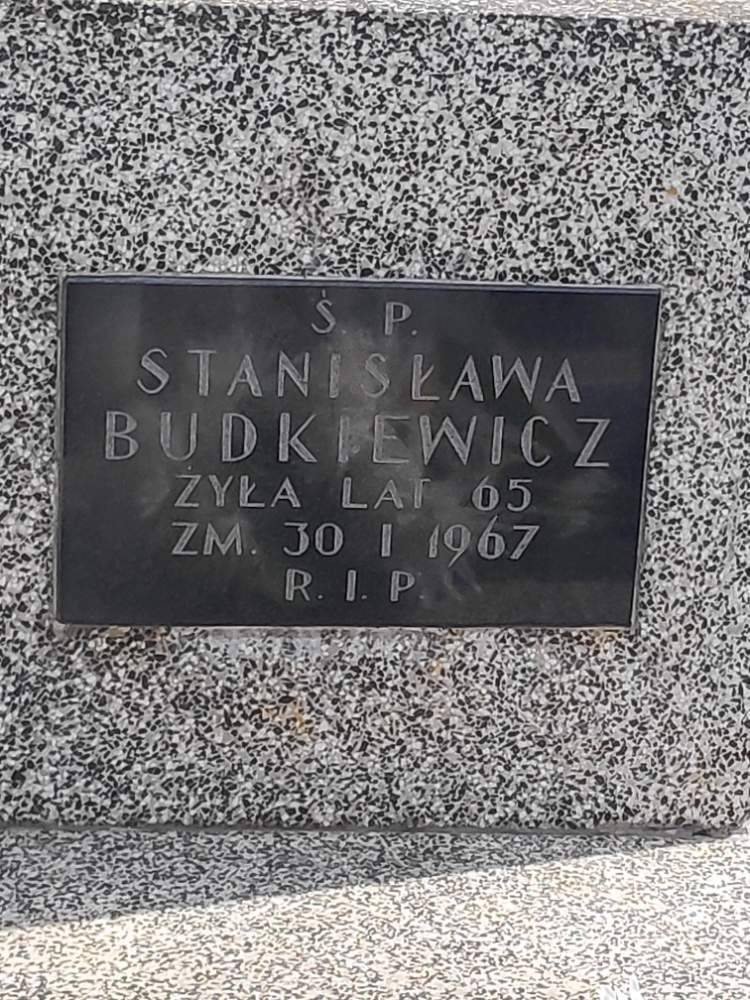 Ś. P.
STANISŁAWA
BUDKIEWICZ
ŻYŁA LAT 65
ZM. 30 I 1967
R. I. P.